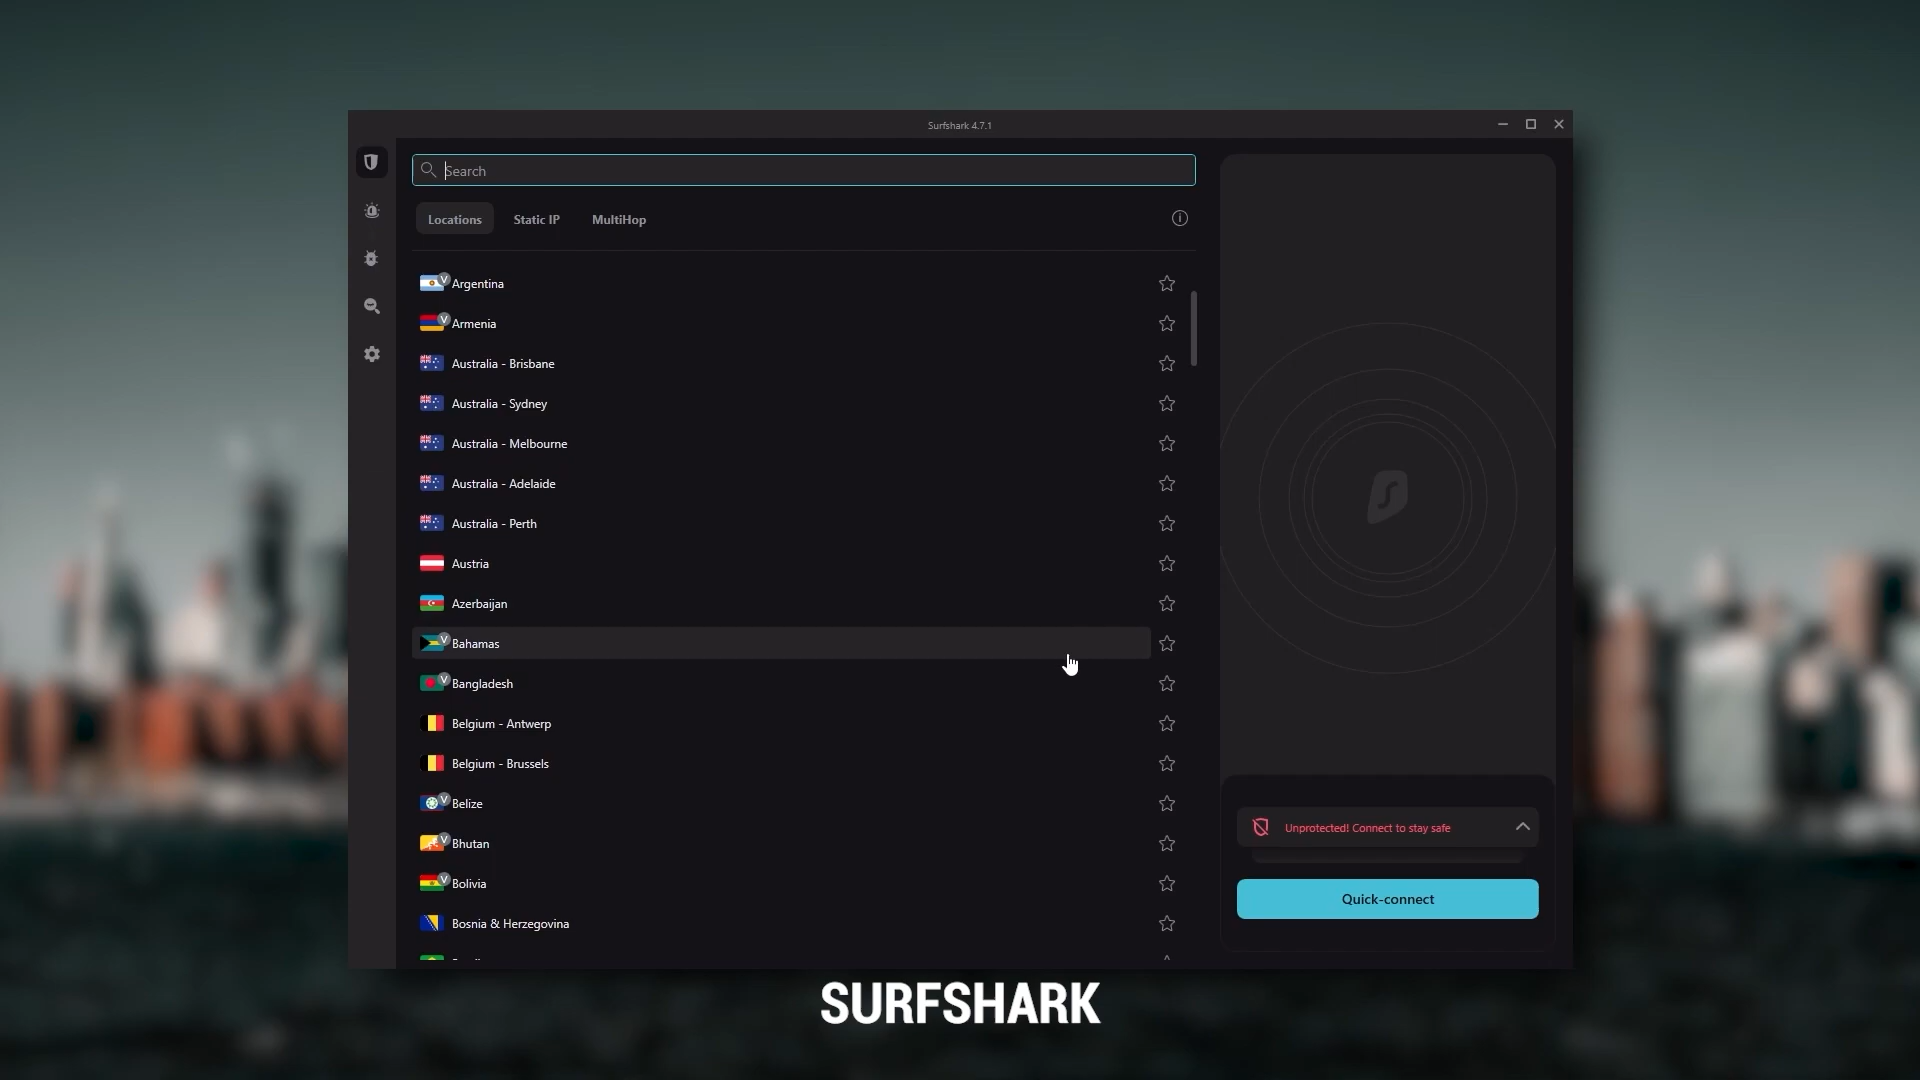 Surfshark 4.7.1
Search
Locations
Static IP
MultiHop
V
Argentina
V
Armenia
Australia - Brisbane
Australia - Sydney
Australia - Melbourne
Australia - Adelaide
Australia - Perth
Austria
Azerbaijan
V
Bahamas
V
Bangladesh
Belgium - Antwerp
Belgium - Brussels
V
Belize
V
Bhutan
V
Bolivia
Bosnia & Herzegovina
Unprotected! Connect to stay safe
Quick-connect
SURFSHARK